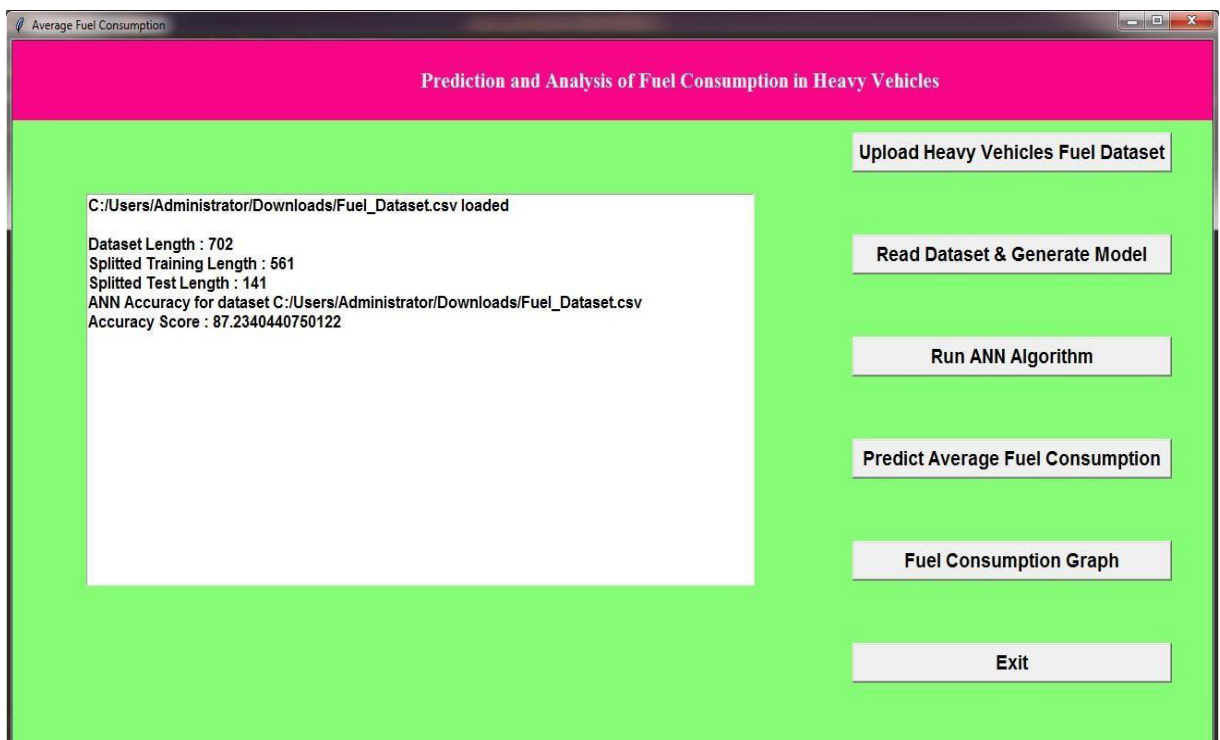 Average Fuel Consumption
Prediction and Analysis of Fuel Consumption in Heavy Vehicles
Upload Heavy Vehicles Fuel Dataset
C:/Users/Administrator/Downloads/Fuel_Dataset.csv loaded
Dataset Length : 702
Splitted Training Length : 561
Splitted Test Length : 141
ANN Accuracy for dataset C:/Users/Administrator/Downloads/Fuel_Dataset.csv
Accuracy Score : 87.2340440750122
Read Dataset & Generate Model
Run ANN Algorithm
Predict Average Fuel Consumption
Fuel Consumption Graph
Exit